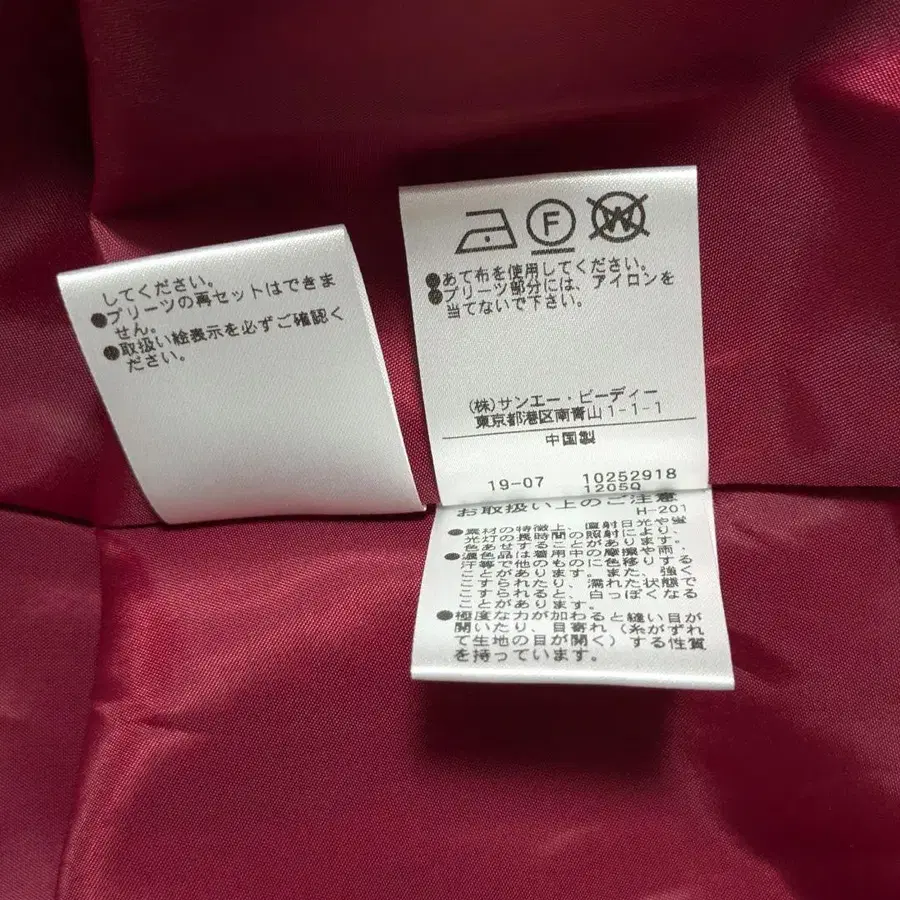 してください。
●プリーツの再セットはできま
せん。
●取扱い絵表示を必ずご確認く
ださい。
F
W
●あて布を使用してください。
●プリーツ部分には、アイロンを
当てないで下さい。
(株)サンエー・ビーディー
東京都港区南青山1-1-1
中国製
19-07 10252918
1205Q
お取扱い上のご注意
H-201
●素材の特徴上、直射日光や蛍
光灯の長時間の照射により、
色あせすることがあります。
●濃色品は着用中の摩擦や雨、
汗等で他のものに色移りする
ことがあります。また、強く
こすられたり、濡れた状態で
こすられると、白っぽくなる
ことがあります。
●極度な力が加わると縫い目が
開いたり、目寄れ(糸がずれ
て生地の目が開く)する性質
を持っています。